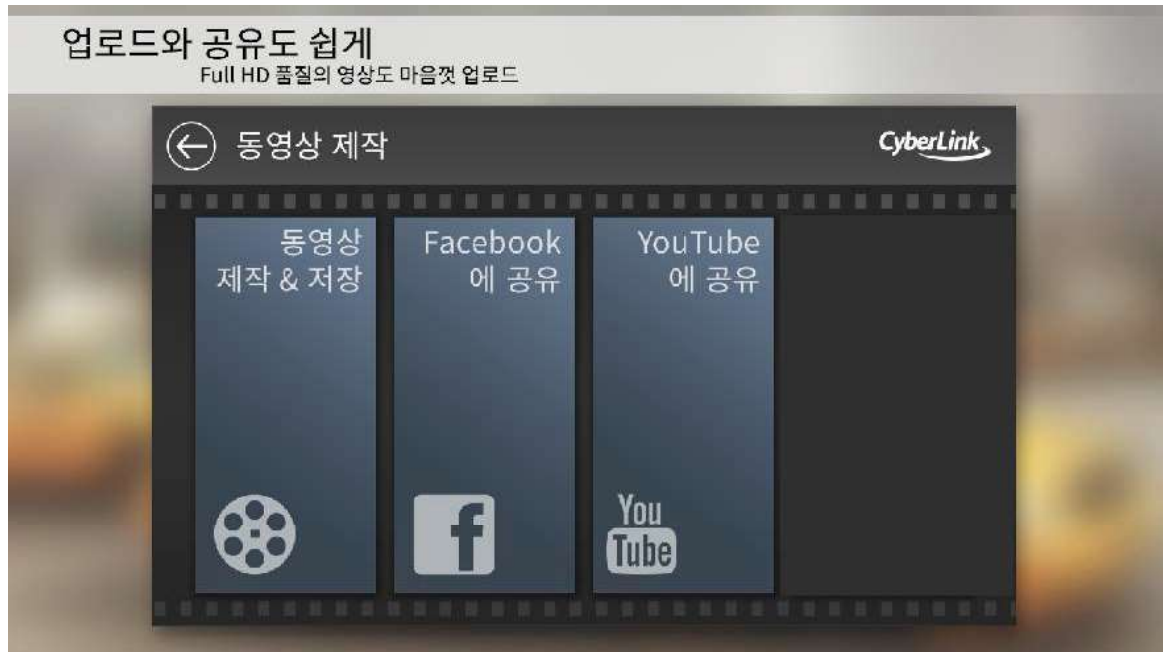 업로드와 공유도 쉽게
Full HD 품질의 영상도 마음껏 업로드
동영상 제작
CyberLink
동영상
제작 & 저장
Facebook
에 공유
YouTube
에 공유
f
You
Tube